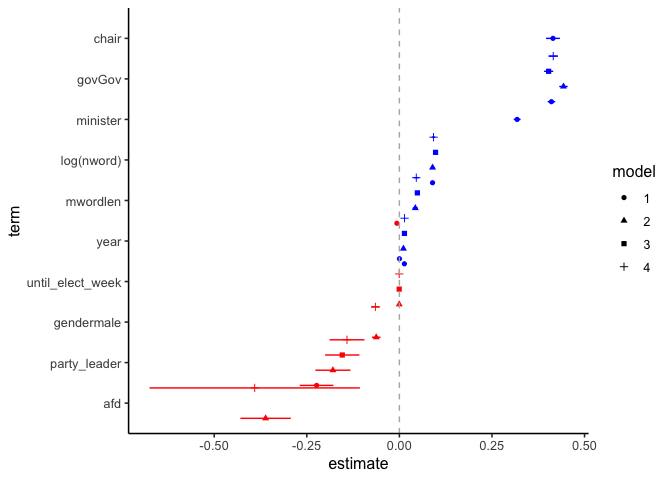 chair
govGov
minister
log(nword)
mwordlen
year
until_elect_week
gendermale
party_leader
afd
term
-0.50
-0.25
0.00
0.25
0.50
estimate
model
1
2
3
4